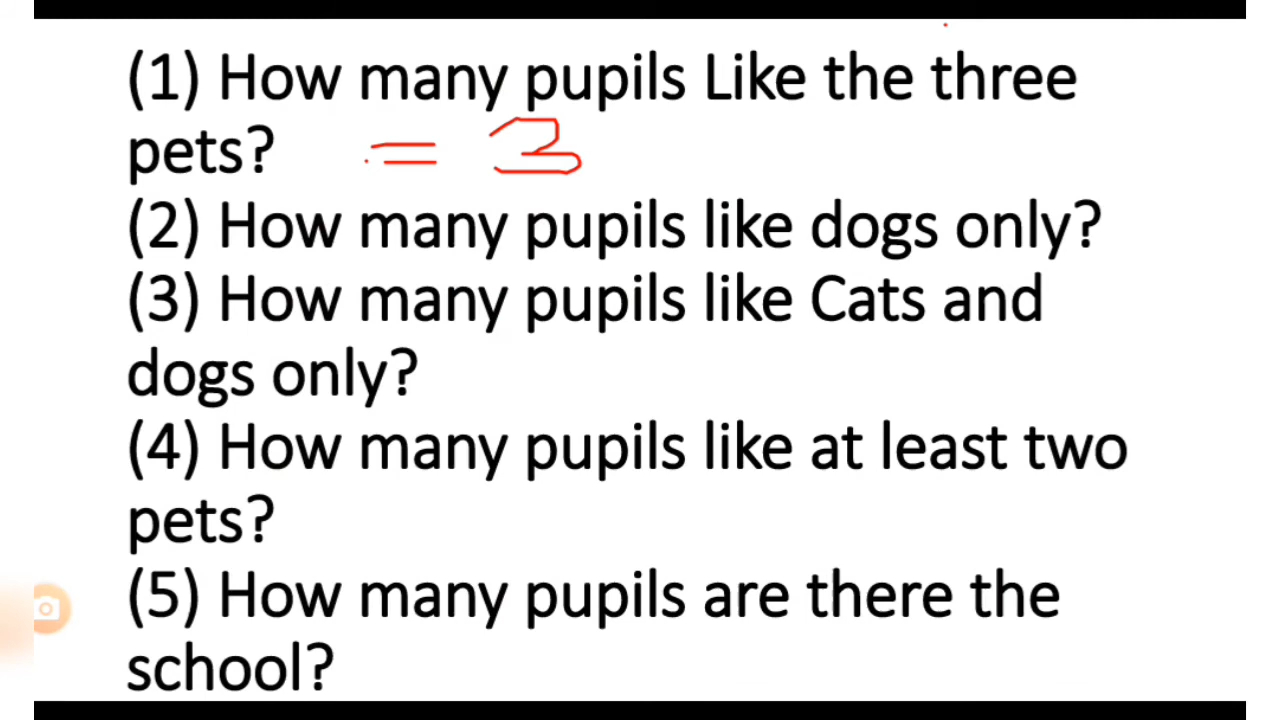 (1) How many pupils Like the three
pets? = 3
(2) How many pupils like dogs only?
(3) How many pupils like Cats and
dogs only?
(4) How many pupils like at least two
pets?
(5) How many pupils are there the
school?